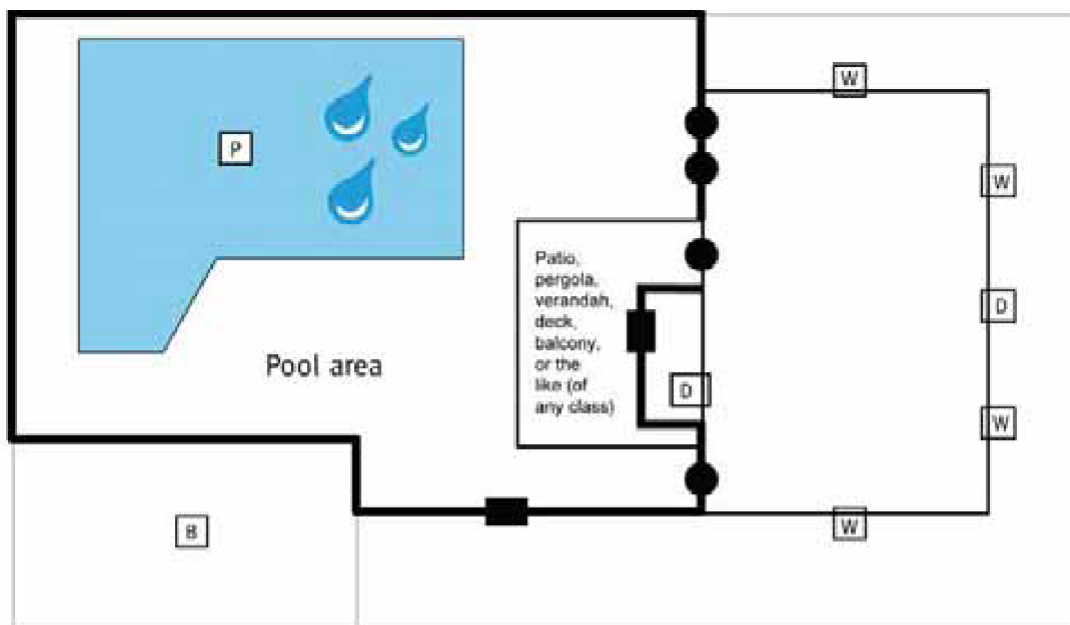 W
P
W
Patio,
pergola,
verandah,
deck,
balcony,
or the
like (of
any class)
D
Pool area
D
W
B
W